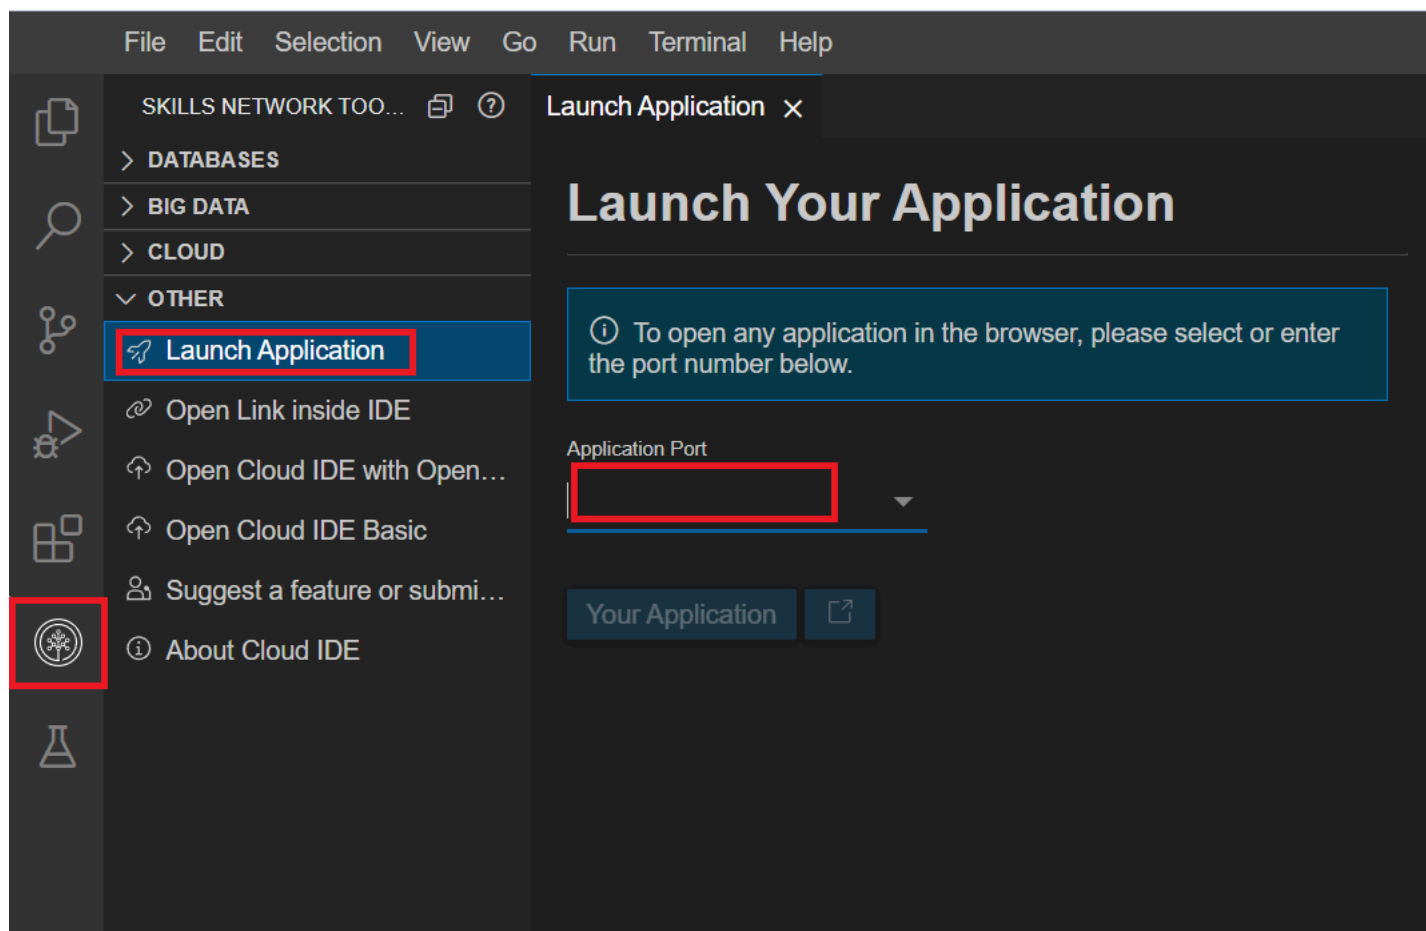 File Edit Selection View Go Run Terminal Help
SKILLS NETWORK TOO...
Launch Application
DATABASES
BIG DATA
CLOUD
OTHER
Launch Application
Open Link inside IDE
Open Cloud IDE with Open...
Open Cloud IDE Basic
Suggest a feature or submi...
About Cloud IDE
Launch Your Application
To open any application in the browser, please select or enter
the port number below.
Application Port
Your Application